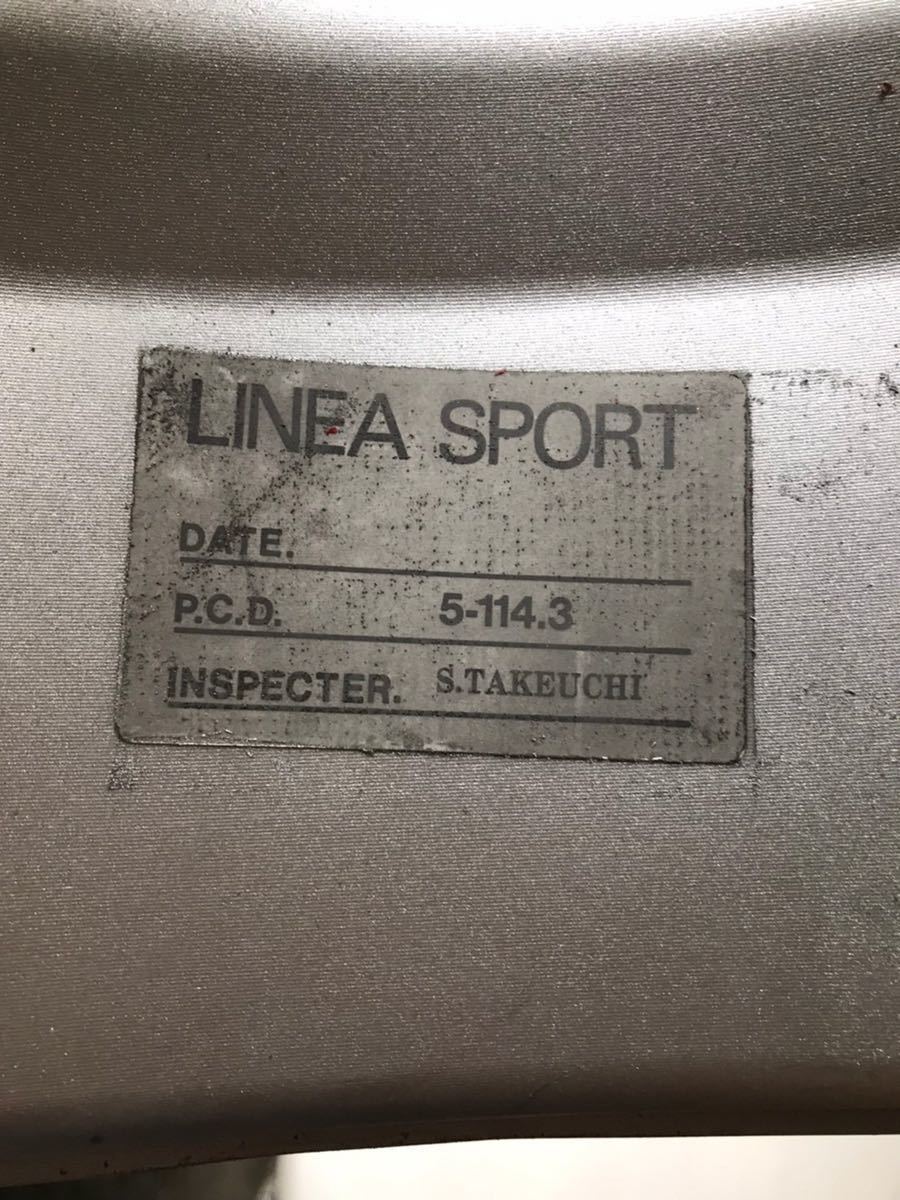 LINEA SPORT
DATE.
P.C.D. 5-114.3
INSPECTER. S.TAKEUCHI